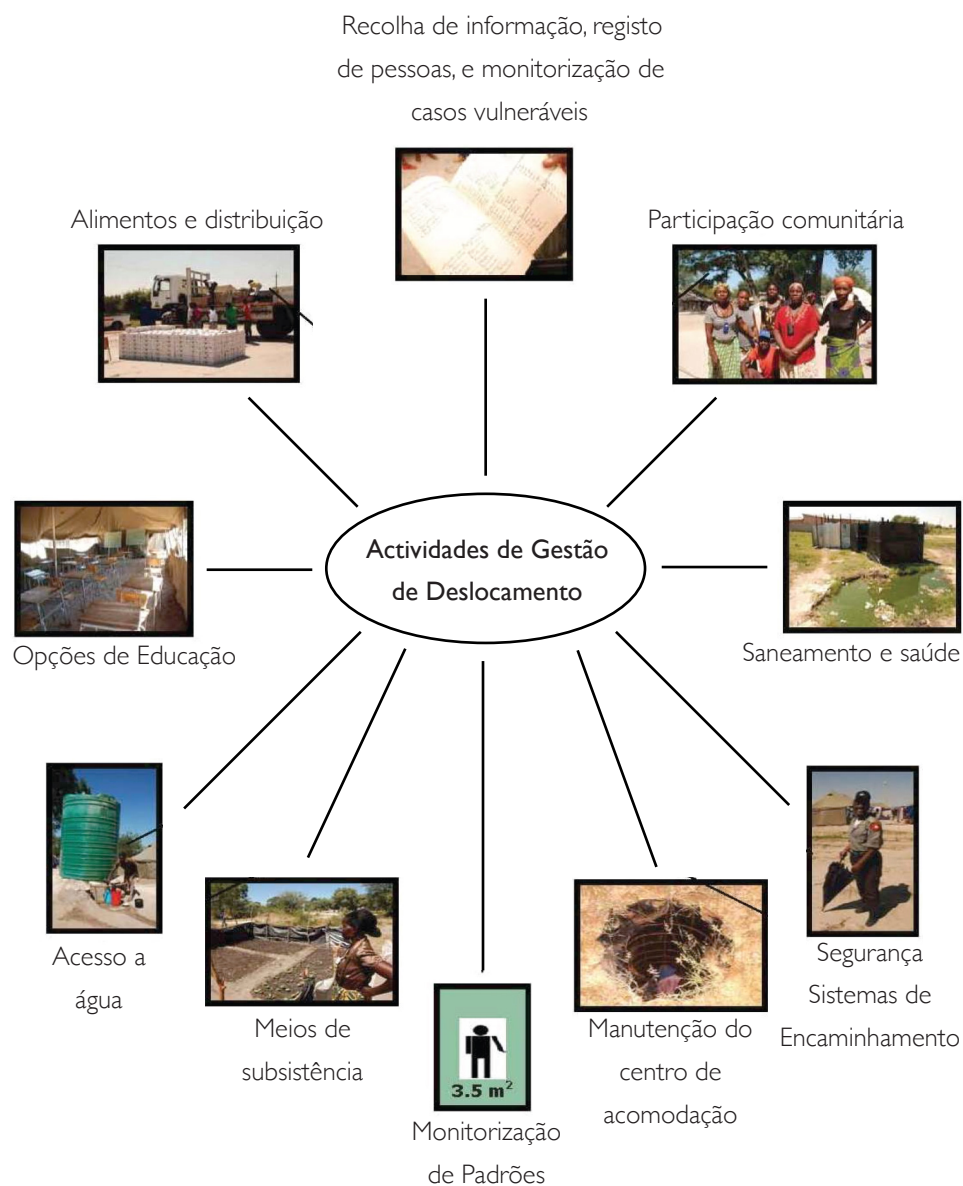 Recolha de informação, registo
de pessoas, e monitorização de
casos vulneráveis
Alimentos e distribuição
Participação comunitária
Actividades de Gestão
de Deslocamento
Opções de Educação
Saneamento e saúde
Acesso a
água
Meios de
subsistência
3.5 m²
Monitorização
de Padrões
Manutenção do
centro de
acomodação
Segurança
Sistemas de
Encaminhamento